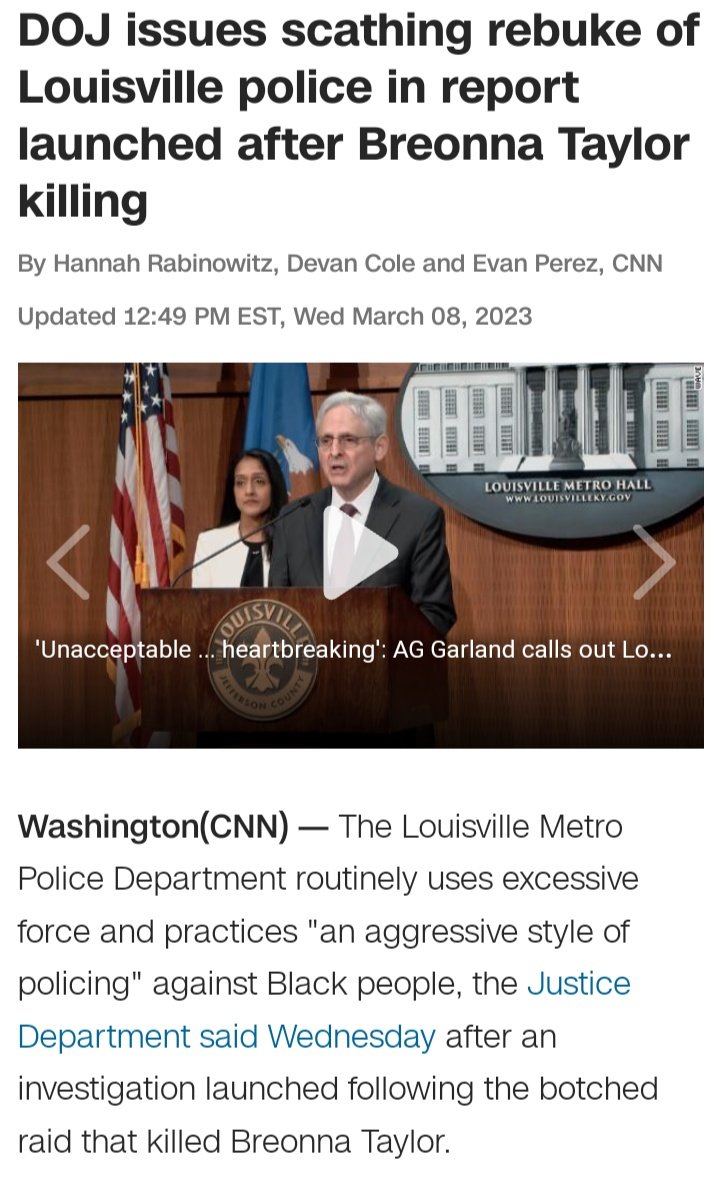 DOJ issues scathing rebuke of
Louisville police in report
launched after Breonna Taylor
killing
By Hannah Rabinowitz, Devan Cole and Evan Perez, CNN
Updated 12:49 PM EST, Wed March 08, 2023
WAVE
LOUISVILLE METRO HALL
WWW.LOUISVILLEKY.GOV
LOUISVILLE
JEFFERSON COUNTY
'Unacceptable ... heartbreaking': AG Garland calls out Lo...
Washington(CNN) — The Louisville Metro
Police Department routinely uses excessive
force and practices "an aggressive style of
policing" against Black people, the Justice
Department said Wednesday after an
investigation launched following the botched
raid that killed Breonna Taylor.